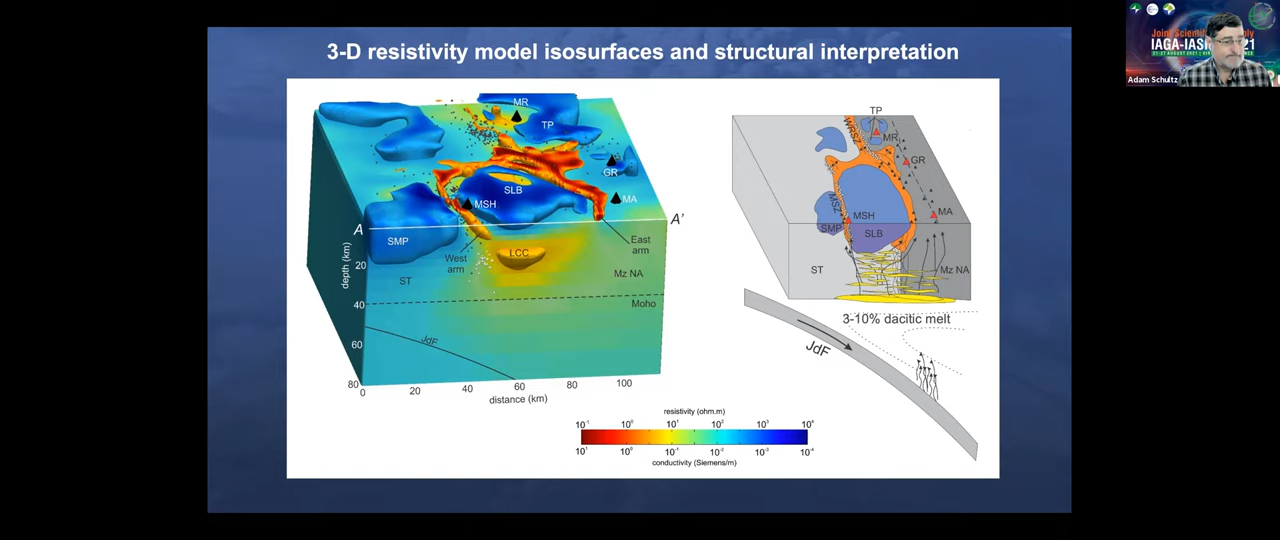 3-D resistivity model isosurfaces and structural interpretation
MR
TP
GR
SLB
MSH
MA
A
A'
SMP
West
arm
East
arm
LCC
ST
Mz NA
Moho
JdF
depth (km)
20
40
60
80
0
20
40
60
80
100
distance (km)
TP
WRSZ
MR
GR
MSZ
MSH
MA
SMP
SLB
ST
Mz NA
3-10% dacitic melt
JdF
resistivity (ohm.m)
10⁻¹ 10⁰ 10¹ 10² 10³ 10⁴
10¹ 10⁰ 10⁻¹ 10⁻² 10⁻³ 10⁻⁴
conductivity (Siemens/m)
Adam Schultz